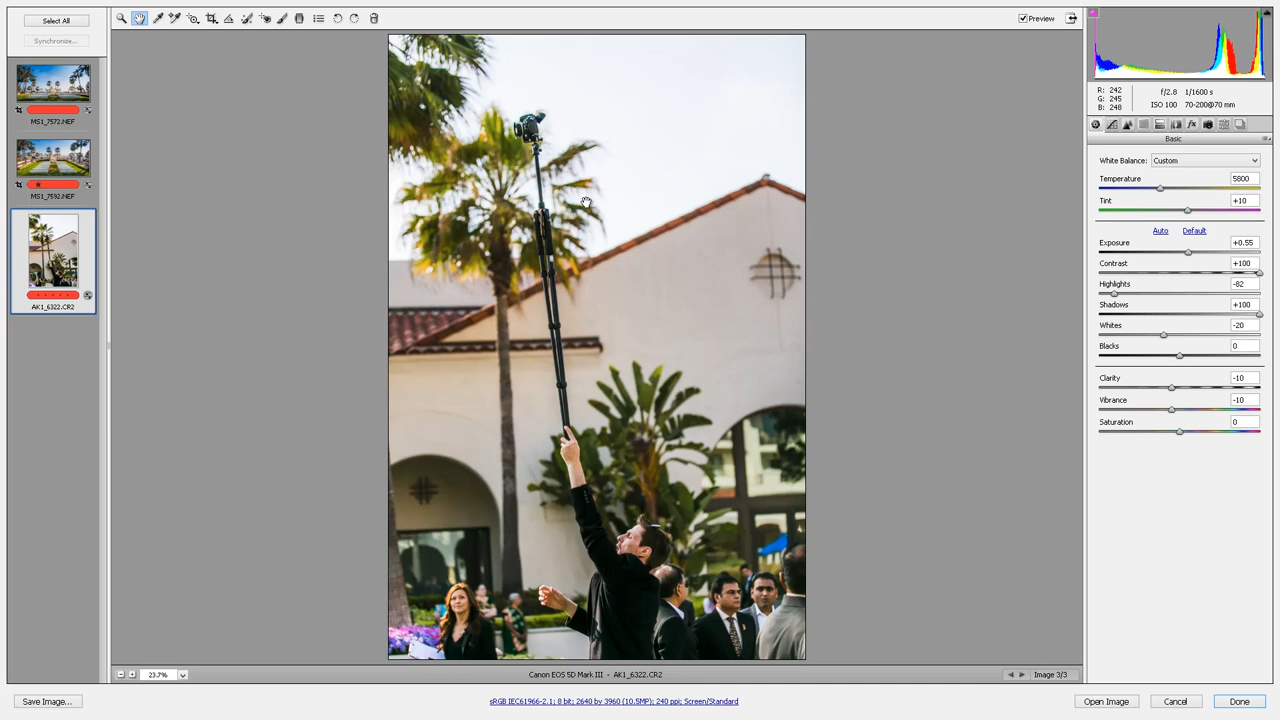 Select All
Synchronize...
MS1_7572.NEF
MS1_7592.NEF
AK1_6322.CR2
Preview
R: 242
G: 245
B: 248
f/2.8 1/1600 s
ISO 100 70-200@70 mm
Basic
White Balance: Custom
Temperature 5800
Tint +10
Auto Default
Exposure +0.55
Contrast +100
Highlights -82
Shadows +100
Whites -20
Blacks 0
Clarity -10
Vibrance -10
Saturation 0
23.7%
Canon EOS 5D Mark III - AK1_6322.CR2
Image 3/3
Save Image...
sRGB IEC61966-2.1; 8 bit; 2640 by 3960 (10.5MP); 240 ppi; Screen/Standard
Open Image
Cancel
Done